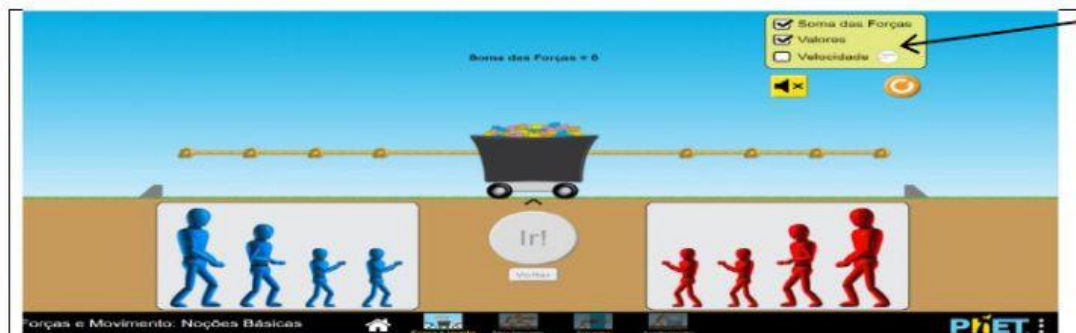 Soma das Forças
Valores
Velocidade
Soma das Forças = 0
Ir!
Voltar
Forças e Movimento: Noções Básicas
PhET